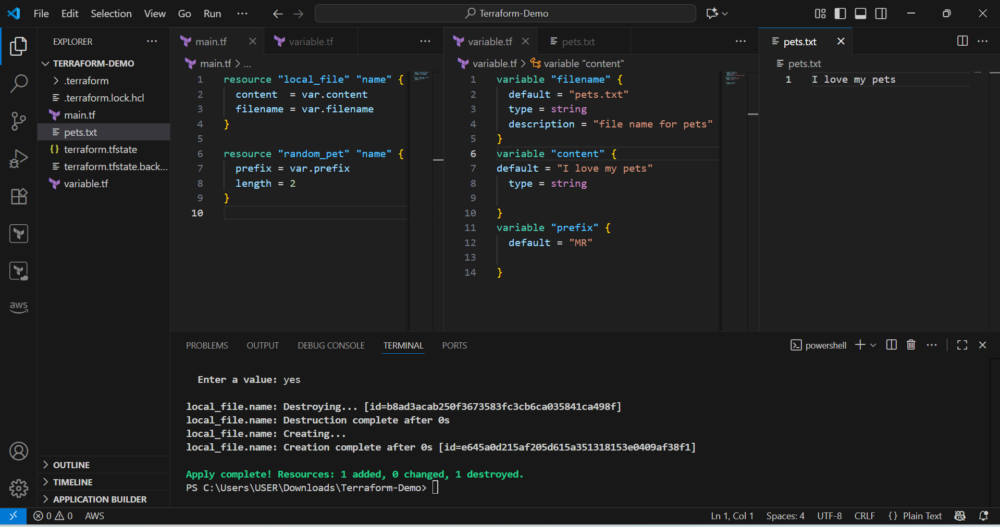 File Edit Selection View Go Run ···
Terraform-Demo
EXPLORER ···
TERRAFORM-DEMO
.terraform
.terraform.lock.hcl
main.tf
pets.txt
{} terraform.tfstate
terraform.tfstate.back...
variable.tf
OUTLINE
TIMELINE
APPLICATION BUILDER
aws
main.tf
variable.tf
···
main.tf > ...
1 resource "local_file" "name" {
2 content = var.content
3 filename = var.filename
4 }
5
6 resource "random_pet" "name" {
7 prefix = var.prefix
8 length = 2
9 }
10
variable.tf
pets.txt
···
variable.tf > variable "content"
1 variable "filename" {
2 default = "pets.txt"
3 type = string
4 description = "file name for pets"
5 }
6 variable "content" {
7 default = "I love my pets"
8 type = string
9
10 }
11 variable "prefix" {
12 default = "MR"
13
14 }
pets.txt
···
pets.txt
1 I love my pets
PROBLEMS OUTPUT DEBUG CONSOLE TERMINAL PORTS
powershell
···
Enter a value: yes
local_file.name: Destroying... [id=b8ad3acab250f3673583fc3cb6ca035841ca498f]
local_file.name: Destruction complete after 0s
local_file.name: Creating...
local_file.name: Creation complete after 0s [id=e645a0d215af205d615a351318153e0409af38f1]
Apply complete! Resources: 1 added, 0 changed, 1 destroyed.
PS C:\Users\USER\Downloads\Terraform-Demo>
0 0 AWS
Ln 1, Col 1 Spaces: 4 UTF-8 CRLF {} Plain Text